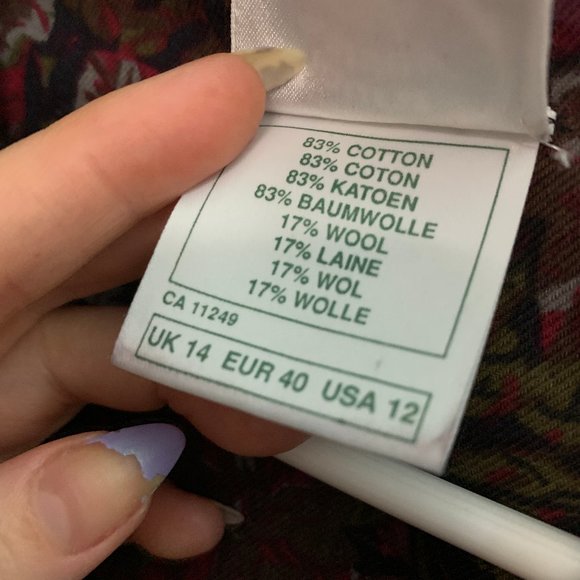 83% COTTON
83% COTON
83% KATOEN
83% BAUMWOLLE
17% WOOL
17% LAINE
17% WOL
17% WOLLE
CA 11249
UK 14 EUR 40 USA 12